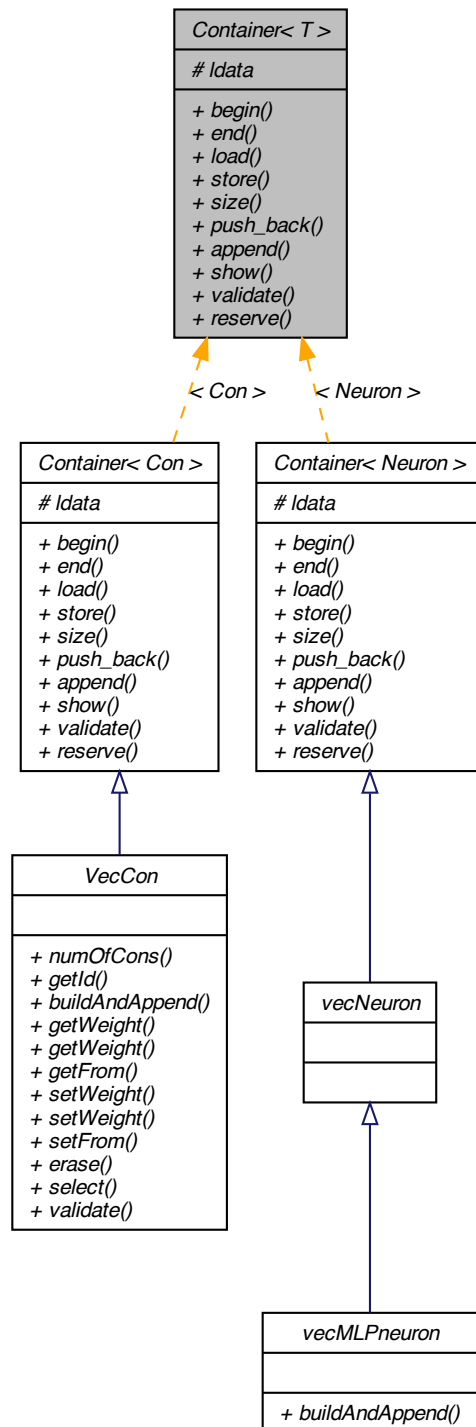 Container< T >
# ldata
+ begin()
+ end()
+ load()
+ store()
+ size()
+ push_back()
+ append()
+ show()
+ validate()
+ reserve()
< Con >
< Neuron >
Container< Con >
# ldata
+ begin()
+ end()
+ load()
+ store()
+ size()
+ push_back()
+ append()
+ show()
+ validate()
+ reserve()
Container< Neuron >
# ldata
+ begin()
+ end()
+ load()
+ store()
+ size()
+ push_back()
+ append()
+ show()
+ validate()
+ reserve()
VecCon
+ numOfCons()
+ getId()
+ buildAndAppend()
+ getWeight()
+ getWeight()
+ getFrom()
+ setWeight()
+ setWeight()
+ setFrom()
+ erase()
+ select()
+ validate()
vecNeuron
vecMLPneuron
+ buildAndAppend()